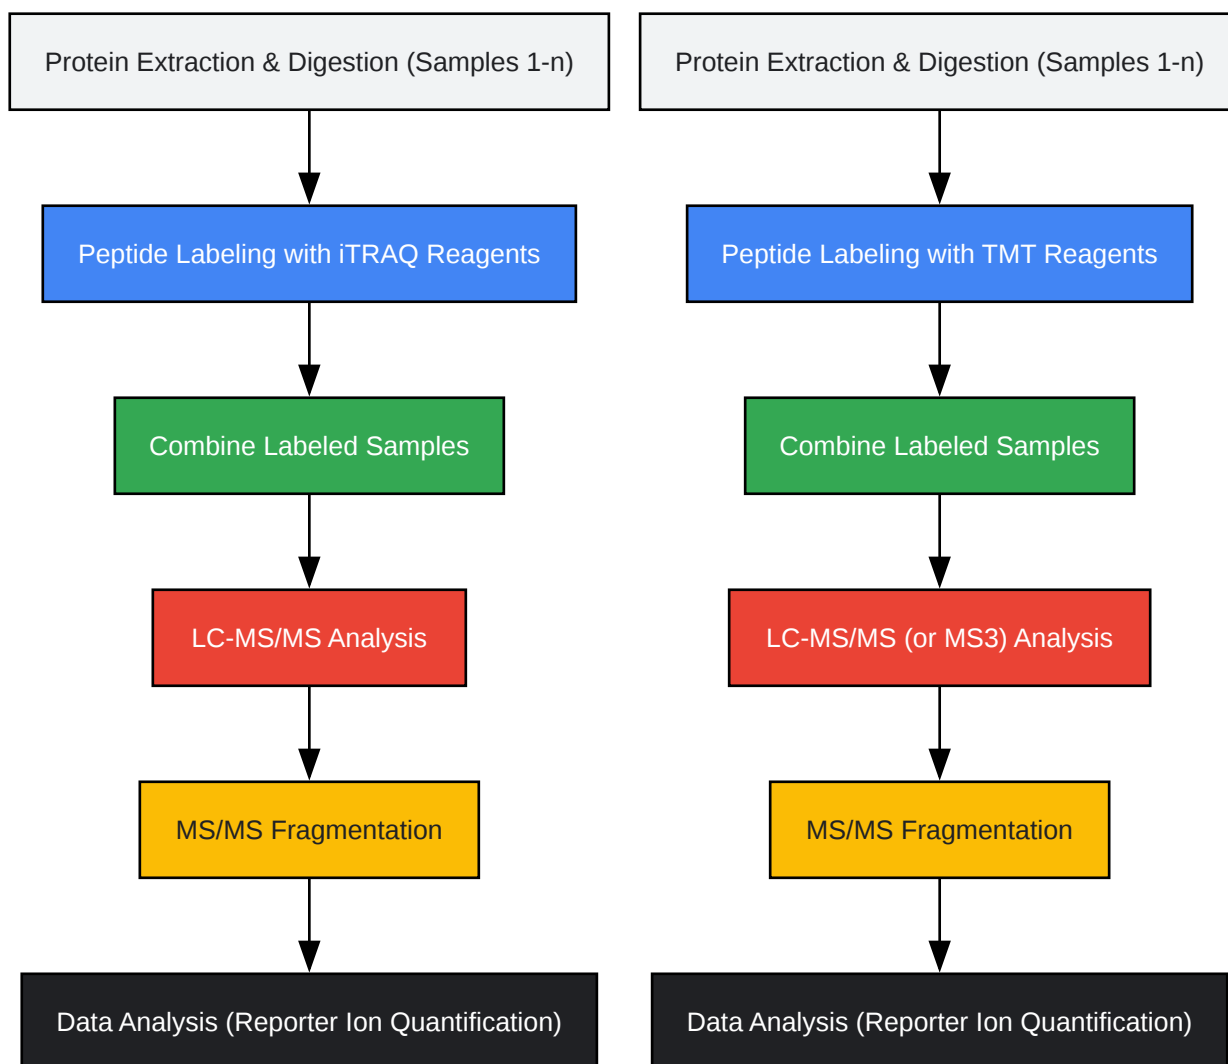 Protein Extraction & Digestion (Samples 1-n)
Peptide Labeling with iTRAQ Reagents
Combine Labeled Samples
LC-MS/MS Analysis
MS/MS Fragmentation
Data Analysis (Reporter Ion Quantification)
Protein Extraction & Digestion (Samples 1-n)
Peptide Labeling with TMT Reagents
Combine Labeled Samples
LC-MS/MS (or MS3) Analysis
MS/MS Fragmentation
Data Analysis (Reporter Ion Quantification)